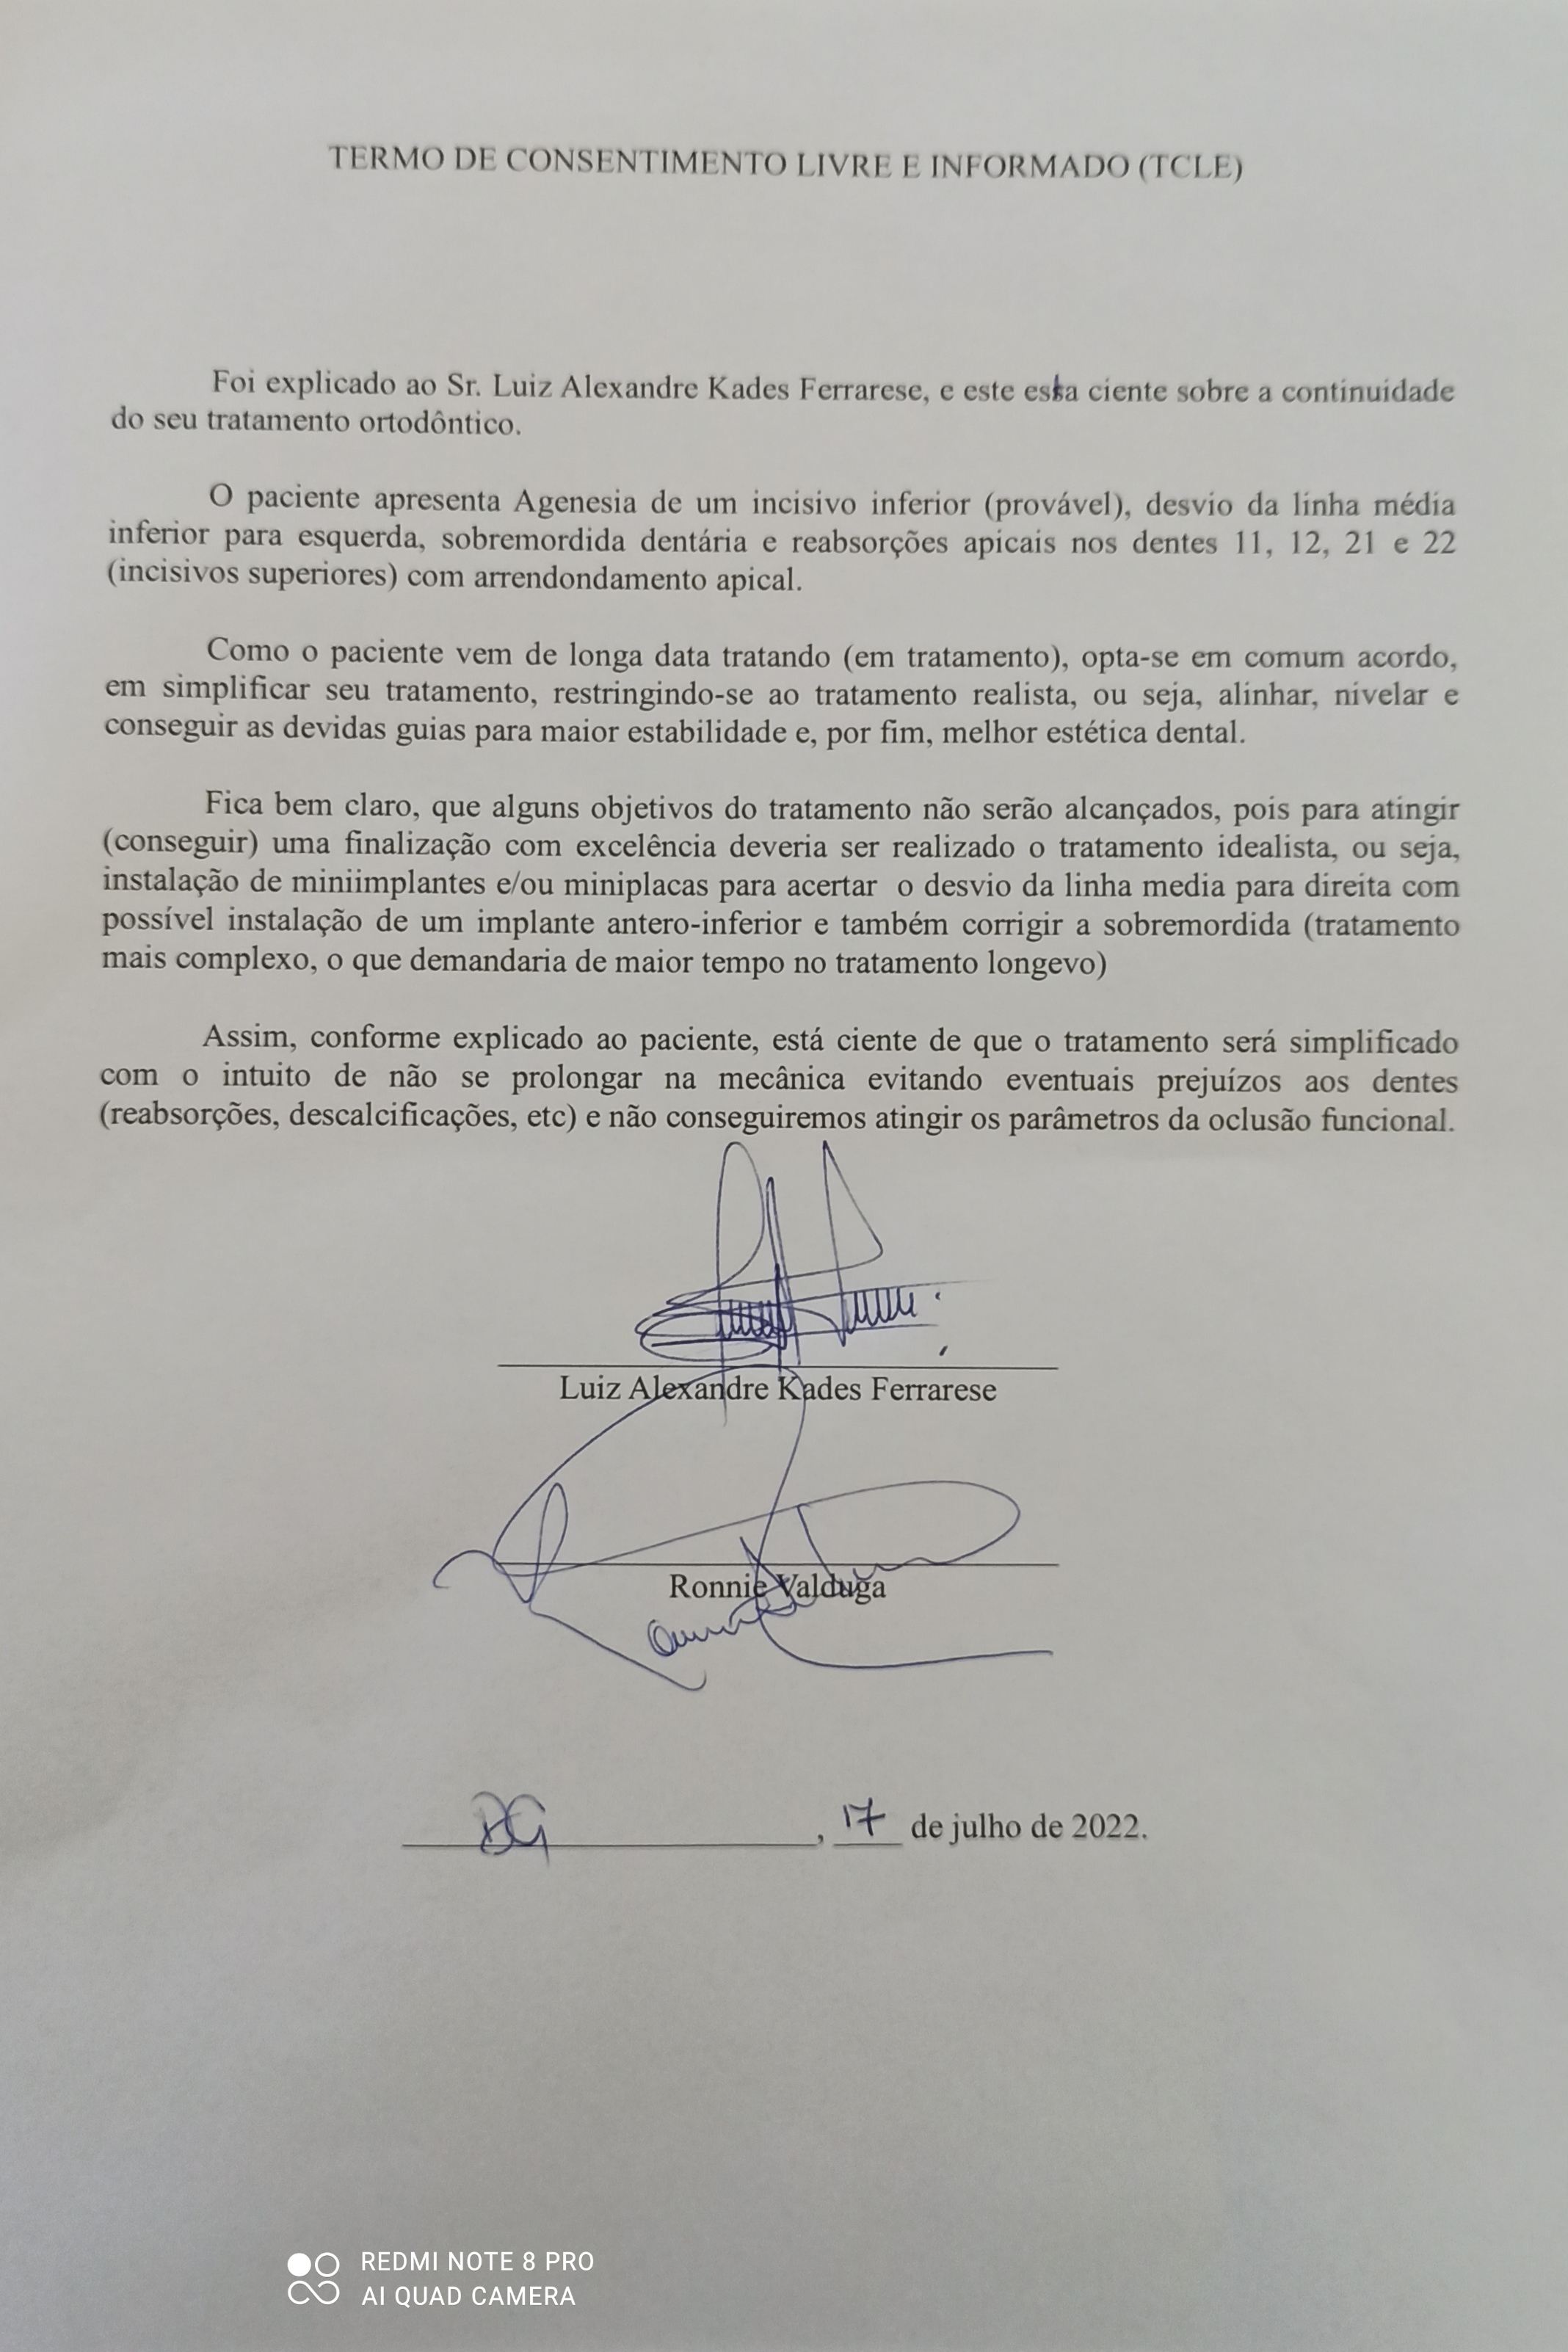 TERMO DE CONSENTIMENTO LIVRE E INFORMADO (TCLE)
Foi explicado ao Sr. Luiz Alexandre Kades Ferrarese, e este esta ciente sobre a continuidade
do seu tratamento ortodôntico.
O paciente apresenta Agenesia de um incisivo inferior (provável), desvio da linha média
inferior para esquerda, sobremordida dentária e reabsorções apicais nos dentes 11, 12, 21 e 22
(incisivos superiores) com arrendondamento apical.
Como o paciente vem de longa data tratando (em tratamento), opta-se em comum acordo,
em simplificar seu tratamento, restringindo-se ao tratamento realista, ou seja, alinhar, nivelar e
conseguir as devidas guias para maior estabilidade e, por fim, melhor estética dental.
Fica bem claro, que alguns objetivos do tratamento não serão alcançados, pois para atingir
(conseguir) uma finalização com excelência deveria ser realizado o tratamento idealista, ou seja,
instalação de miniimplantes e/ou miniplacas para acertar o desvio da linha media para direita com
possível instalação de um implante antero-inferior e também corrigir a sobremordida (tratamento
mais complexo, o que demandaria de maior tempo no tratamento longevo)
Assim, conforme explicado ao paciente, está ciente de que o tratamento será simplificado
com o intuito de não se prolongar na mecânica evitando eventuais prejuízos aos dentes
(reabsorções, descalcificações, etc) e não conseguiremos atingir os parâmetros da oclusão funcional.
Luiz Alexandre Kades Ferrarese
Ronnie Valduga
BG, 17 de julho de 2022.
REDMI NOTE 8 PRO
AI QUAD CAMERA